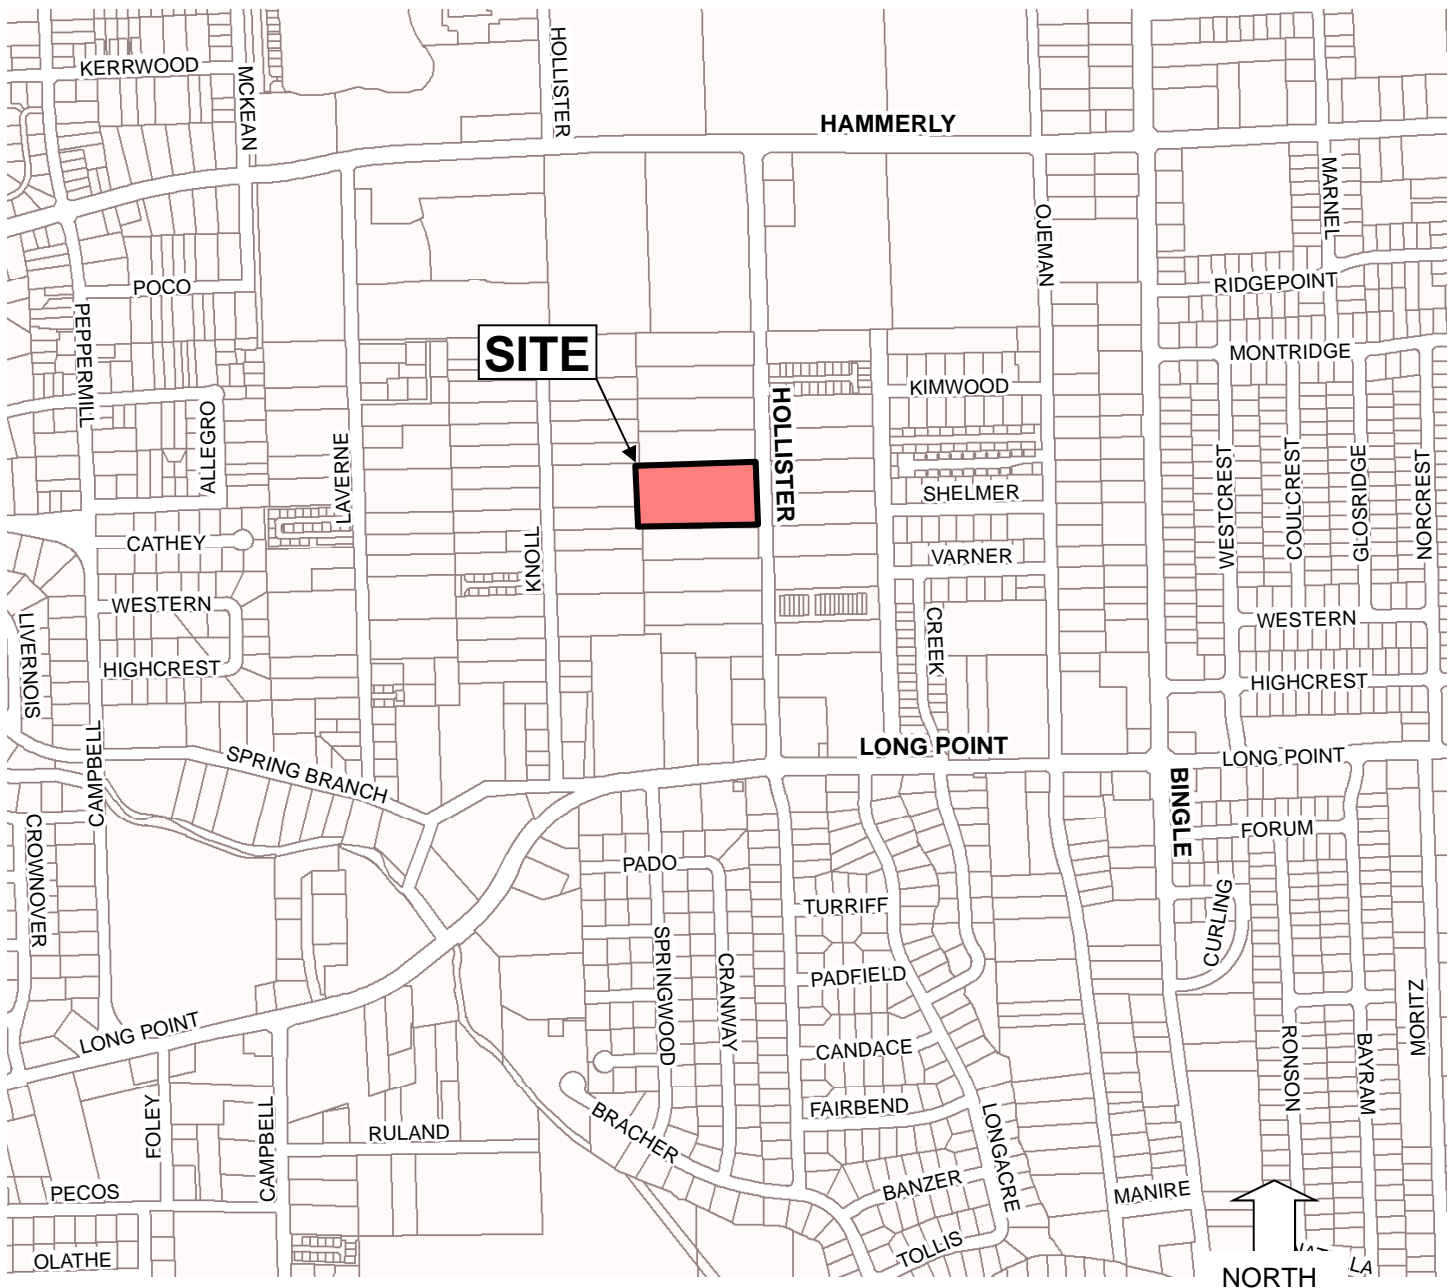 HOLLISTER
KERRWOOD
MCKEAN
HAMMERLY
MARNEL
OJEMAN
RIDGEPOINT
POCO
PEPPERMILL
SITE
MONTRIDGE
KIMWOOD
HOLLISTER
ALLEGRO
LAVERNE
WESTCREST
COULCREST
GLOSRIDGE
NORCREST
SHELMER
CATHEY
KNOLL
VARNER
WESTERN
CREEK
WESTERN
LIVERNOIS
HIGHCREST
HIGHCREST
CAMPBELL
SPRING BRANCH
LONG POINT
LONG POINT
BINGLE
CROWNOVER
FORUM
PADO
TURRIFF
CURLING
SPRINGWOOD
CRANWAY
PADFIELD
MORITZ
LONG POINT
CANDACE
RONSON
BAYRAM
FOLEY
CAMPBELL
RULAND
BRACHER
FAIRBEND
LONGACRE
PECOS
BANZER
MANIRE
OLATHE
TOLLIS
LA
NORTH